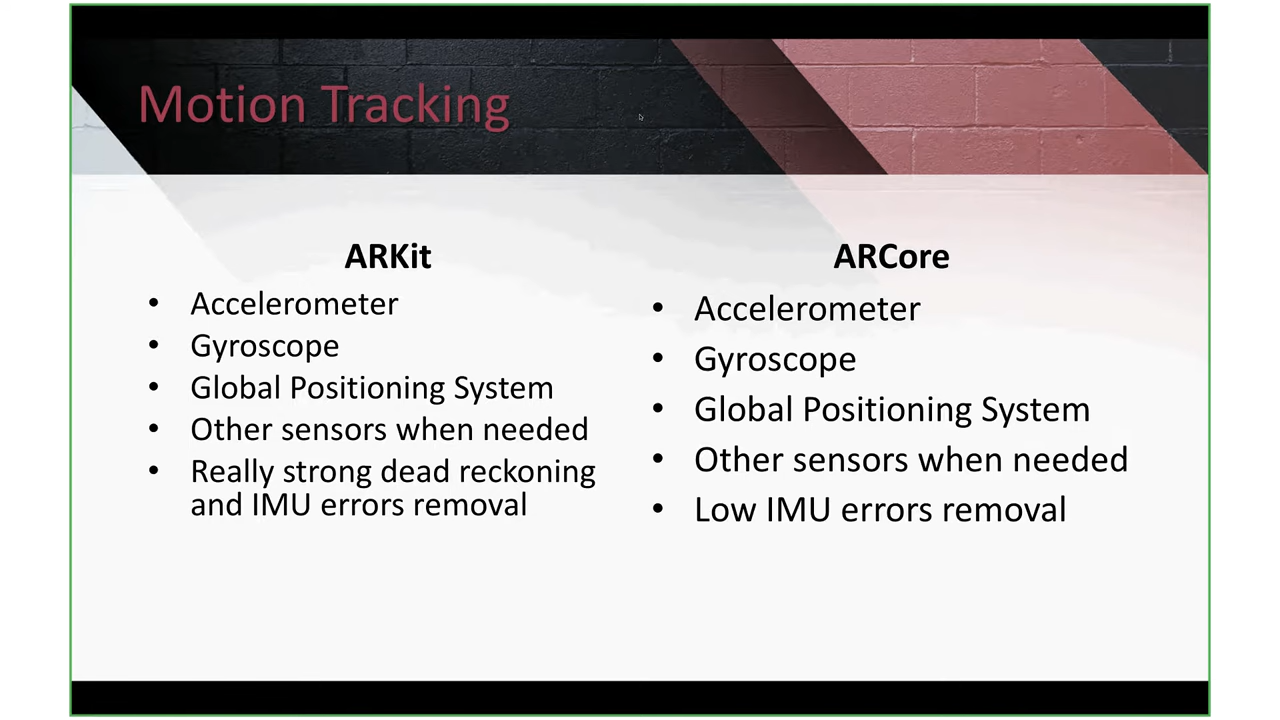 Motion Tracking
ARKit
• Accelerometer
• Gyroscope
• Global Positioning System
• Other sensors when needed
• Really strong dead reckoning
and IMU errors removal
ARCore
• Accelerometer
• Gyroscope
• Global Positioning System
• Other sensors when needed
• Low IMU errors removal